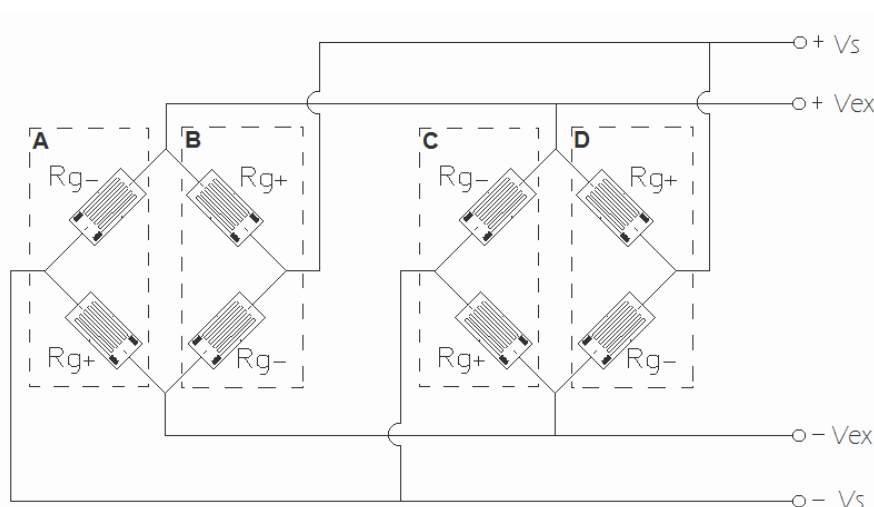 + Vs
+ Vex
A B C D
Rg- Rg+ Rg- Rg+
Rg+ Rg- Rg+ Rg-
- Vex
- Vs